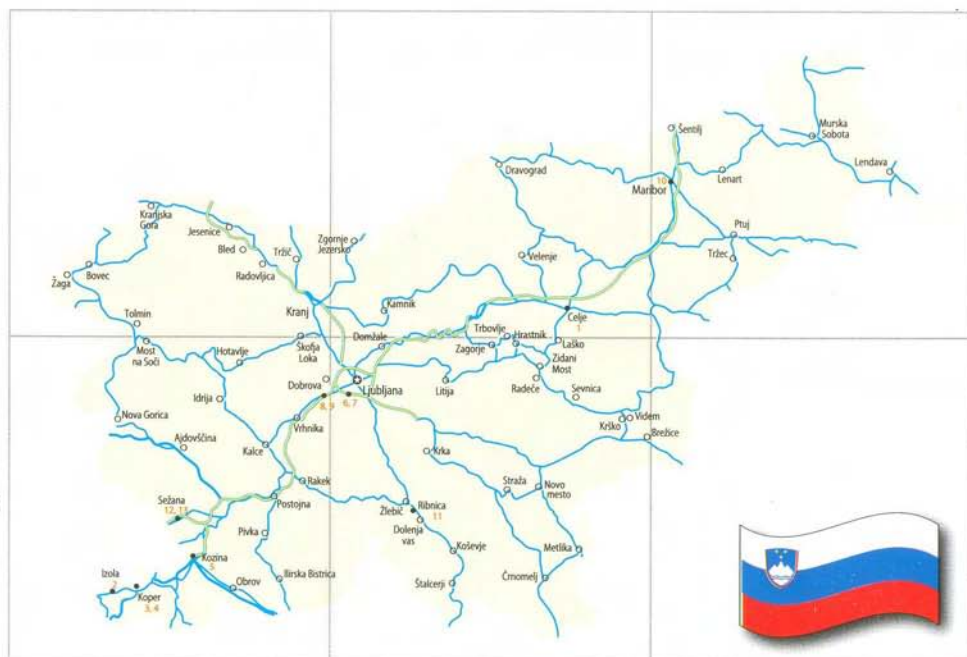 Šentilj
Murska
Sobota
Dravograd
Lenart
Lendava
10
Maribor
Kranjska
Gora
Jesenice
Zgornje
Jezersko
Ptuj
Bled
Tržič
Velenje
Tržec
Radovljica
Bovec
Žaga
Kamnik
Kranj
Tolmin
Celje
1
Trbovlje
Hrastnik
Domžale
Laško
Most
na Soči
Hotavlje
Škofja
Loka
Zagorje
Zidani
Most
Dobrova
Ljubljana
Litija
Radeče
Sevnica
Idrija
8, 9
6, 7
Nova Gorica
Vrhnika
Krško
Videm
Brežice
Ajdovščina
Kalce
Krka
Rakek
Straža
Novo
mesto
Sežana
12, 13
Postojna
Žlebič
Ribnica
11
Dolenja
vas
Pivka
Koševje
Metlika
Kozina
5
Izola
2
Koper
3, 4
Obrov
Ilirska Bistrica
Štalcerji
Črnomelj